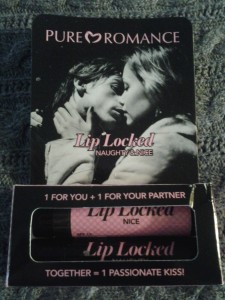 PURE ROMANCE
Lip Locked
NAUGHTY & NICE
1 FOR YOU + 1 FOR YOUR PARTNER
Lip Locked
NICE
Lip Locked
TOGETHER = 1 PASSIONATE KISS!